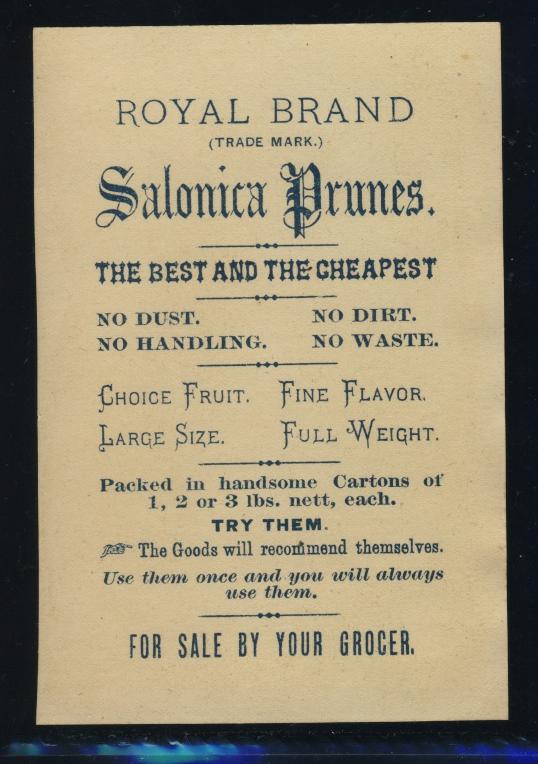 ROYAL BRAND
(TRADE MARK.)
Salonica Prunes.
THE BEST AND THE CHEAPEST
NO DUST. NO DIRT.
NO HANDLING. NO WASTE.
CHOICE FRUIT. FINE FLAVOR.
LARGE SIZE. FULL WEIGHT.
Packed in handsome Cartons of
1, 2 or 3 lbs. nett, each.
TRY THEM.
The Goods will recommend themselves.
Use them once and you will always
use them.
FOR SALE BY YOUR GROCER.